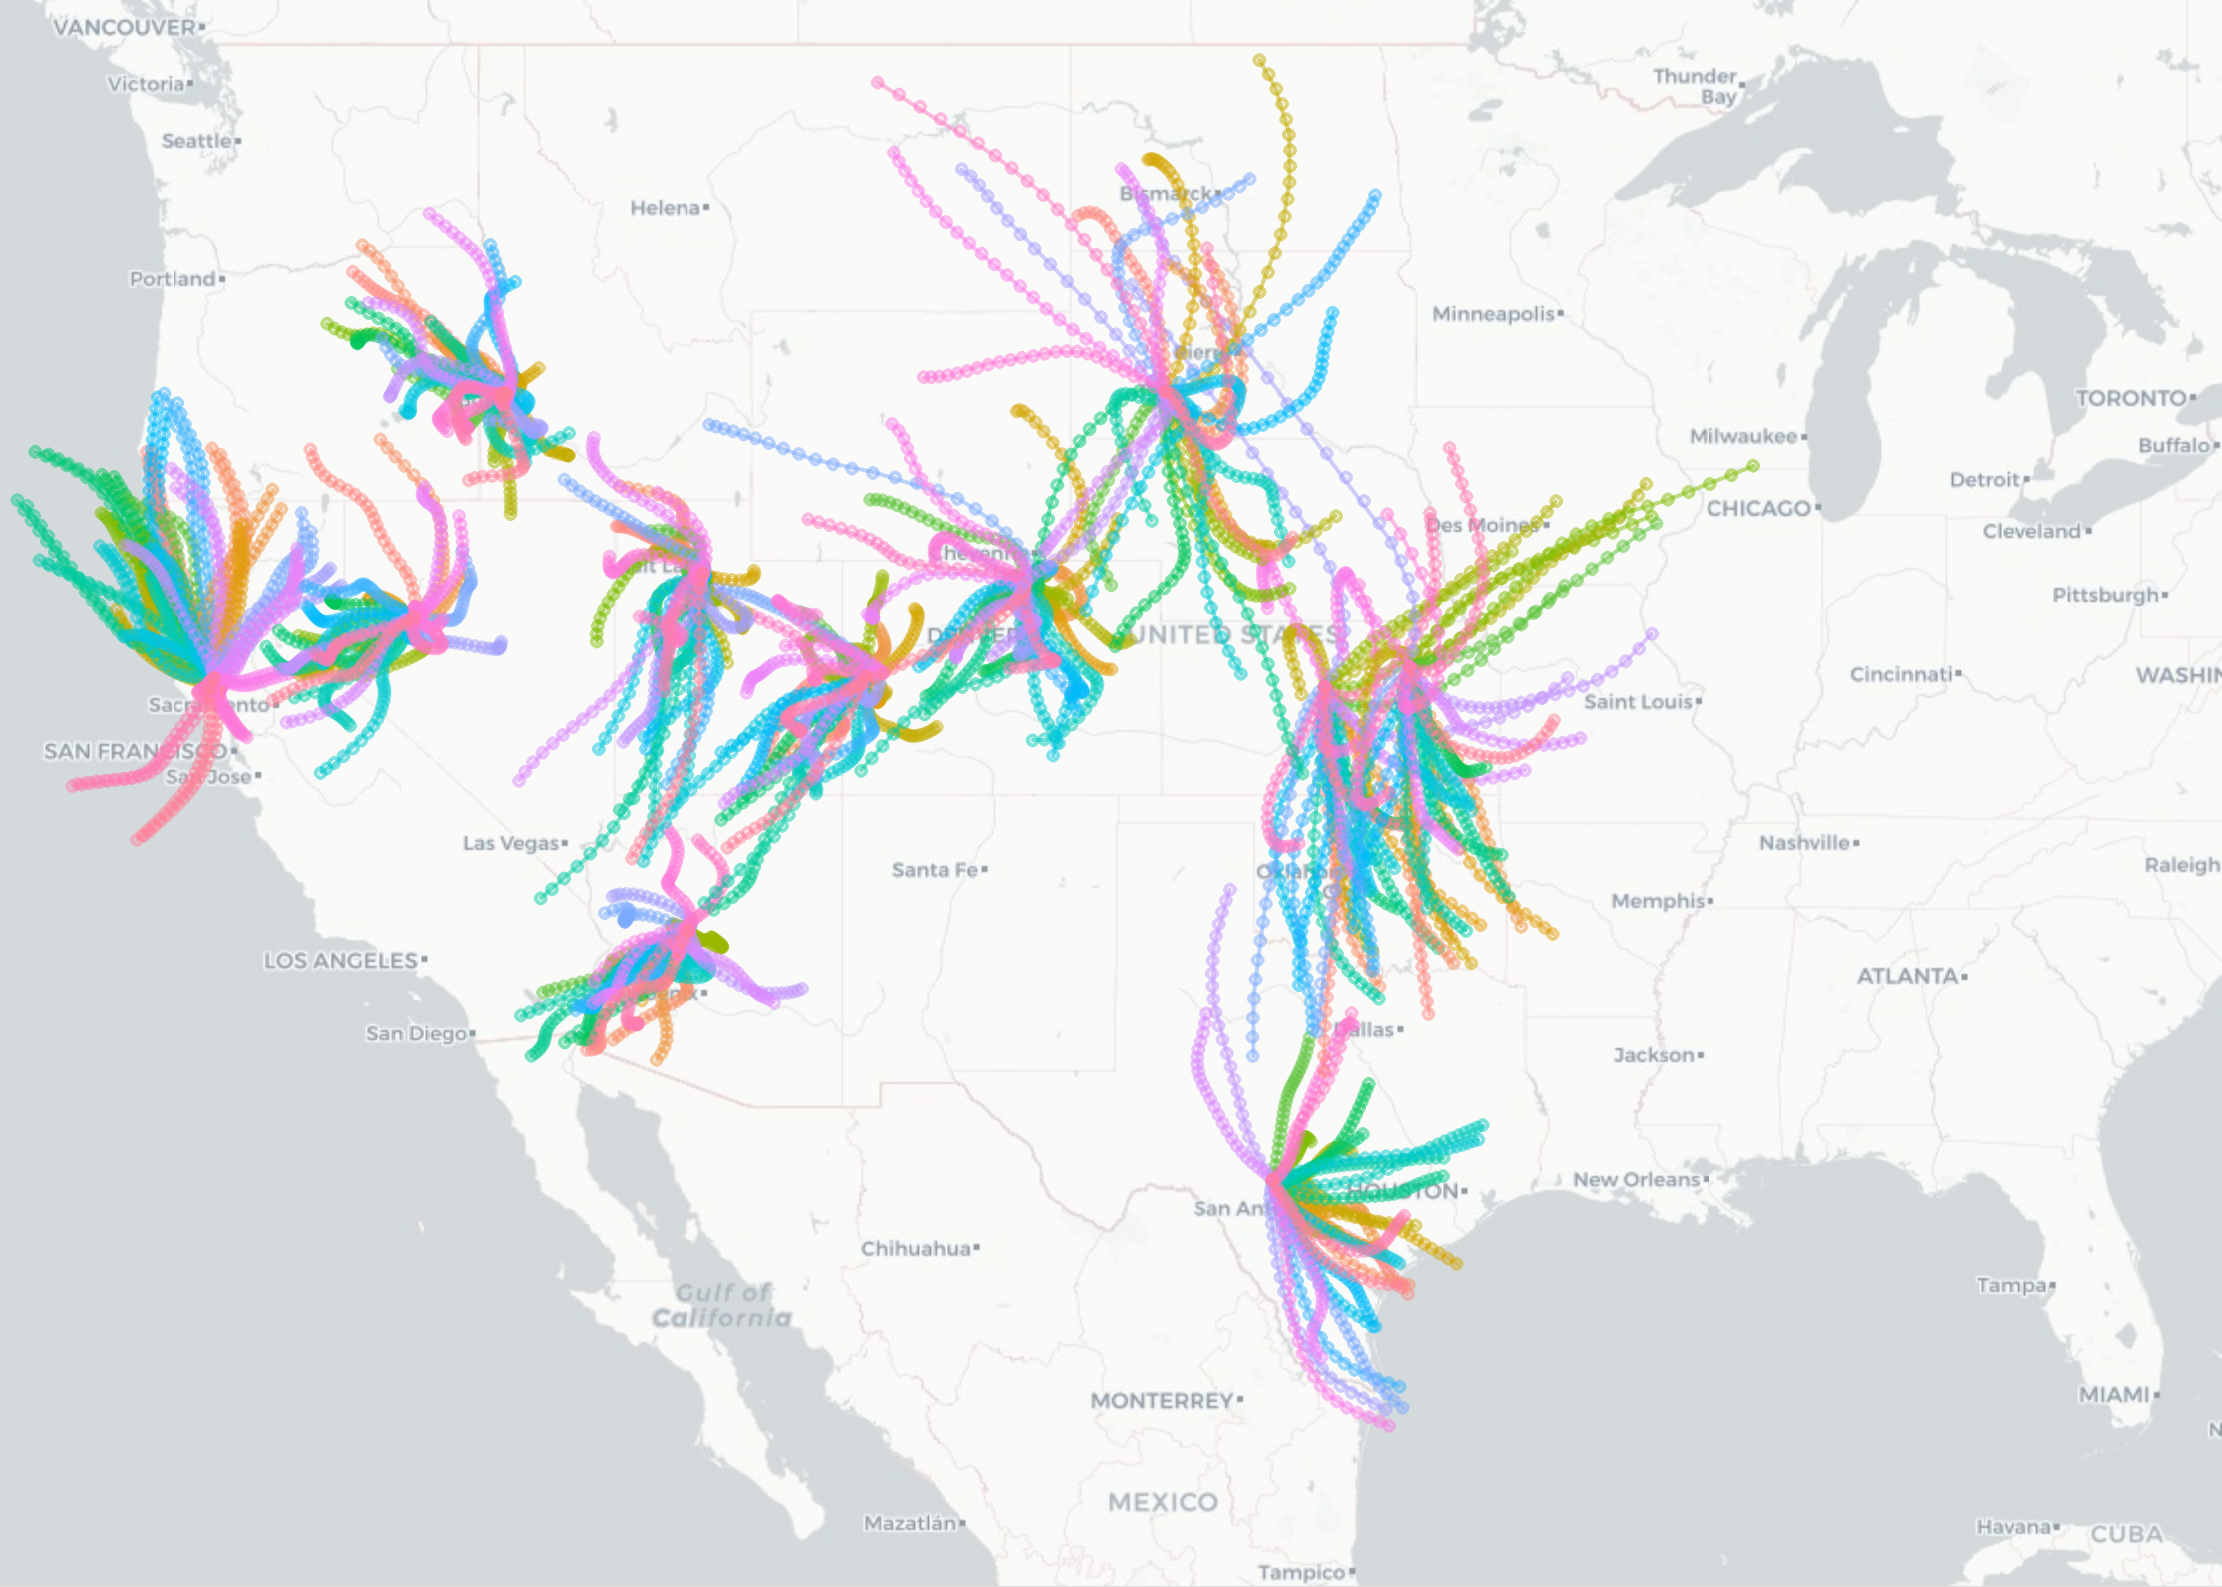 VANCOUVER
Victoria
Seattle
Portland
Helena
Bismarck
Thunder
Bay
Minneapolis
TORONTO
Buffalo
Milwaukee
Detroit
CHICAGO
Cleveland
Des Moines
Pittsburgh
UNITED STATES
Cincinnati
WASHIN
Saint Louis
Sacramento
SAN FRANCISCO
San Jose
Las Vegas
Santa Fe
Nashville
Raleigh
Memphis
LOS ANGELES
ATLANTA
San Diego
Dallas
Jackson
HOUSTON
New Orleans
San An
Chihuahua
Gulf of
California
Tampa
MONTERREY
MIAMI
N
MEXICO
Mazatlán
Havana
CUBA
Tampico